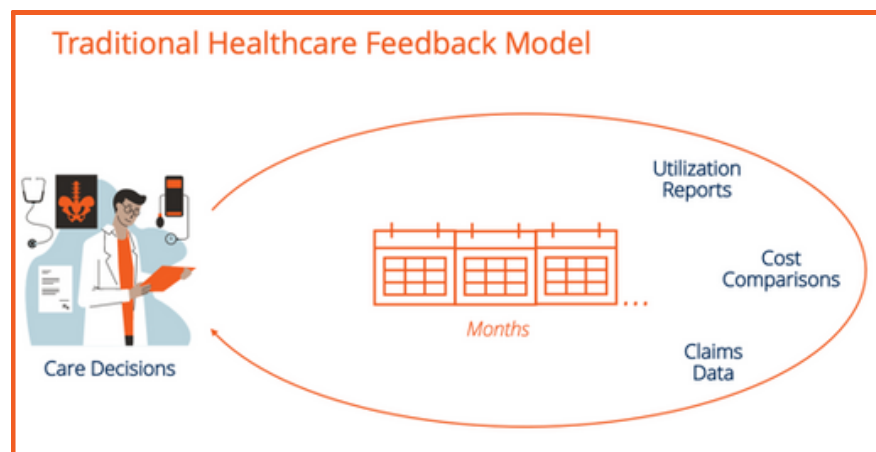 Traditional Healthcare Feedback Model
Utilization
Reports
Cost
Comparisons
...
Months
Claims
Data
Care Decisions